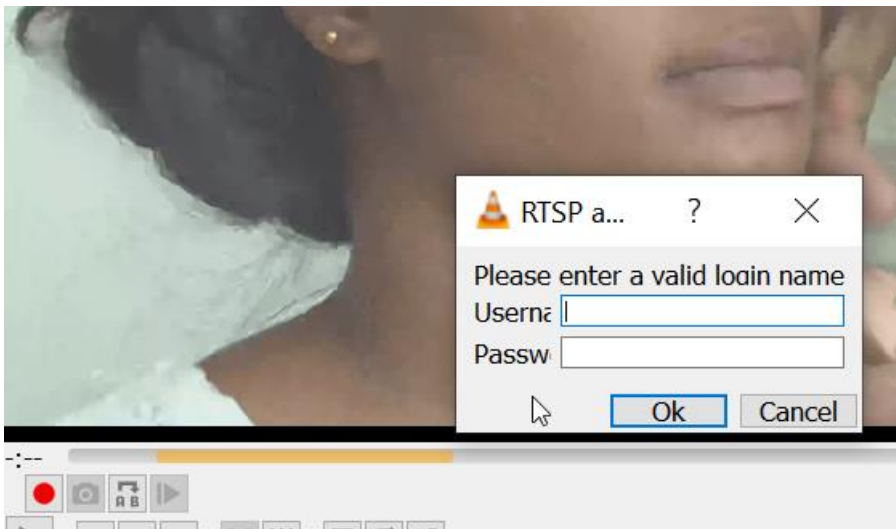 RTSP a... ?
Please enter a valid login name
Userna
Passw
Ok Cancel
-:--
A B